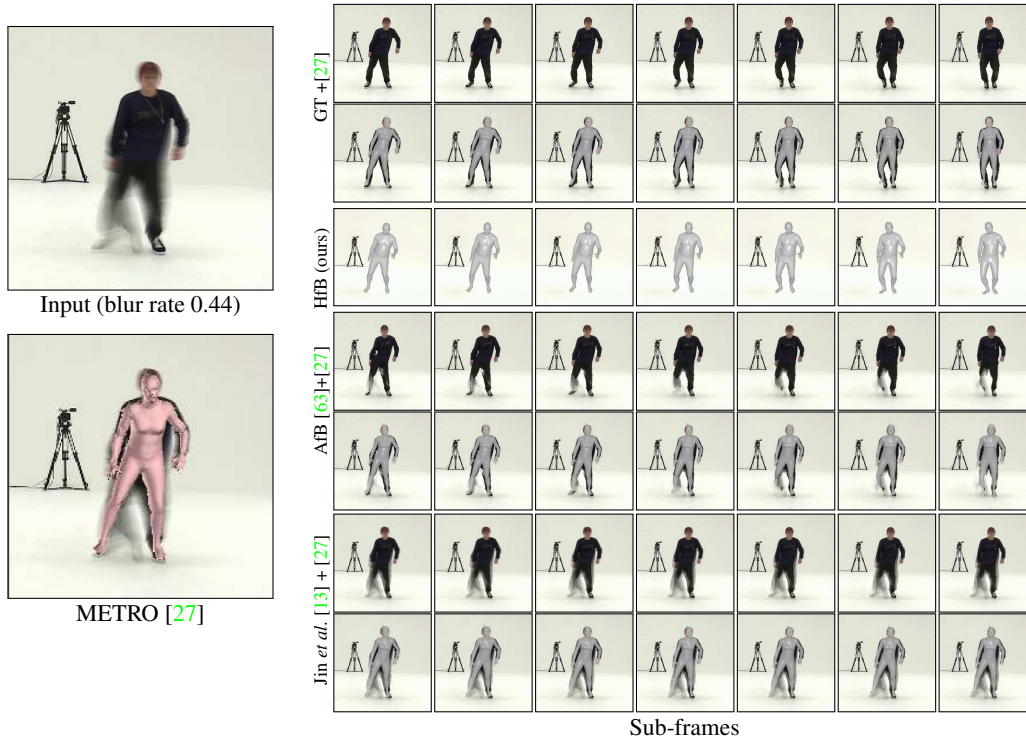 Input (blur rate 0.44)
METRO [27]
GT +[27]
HfB (ours)
AfB [63]+[27]
Jin et al. [13] + [27]
Sub-frames